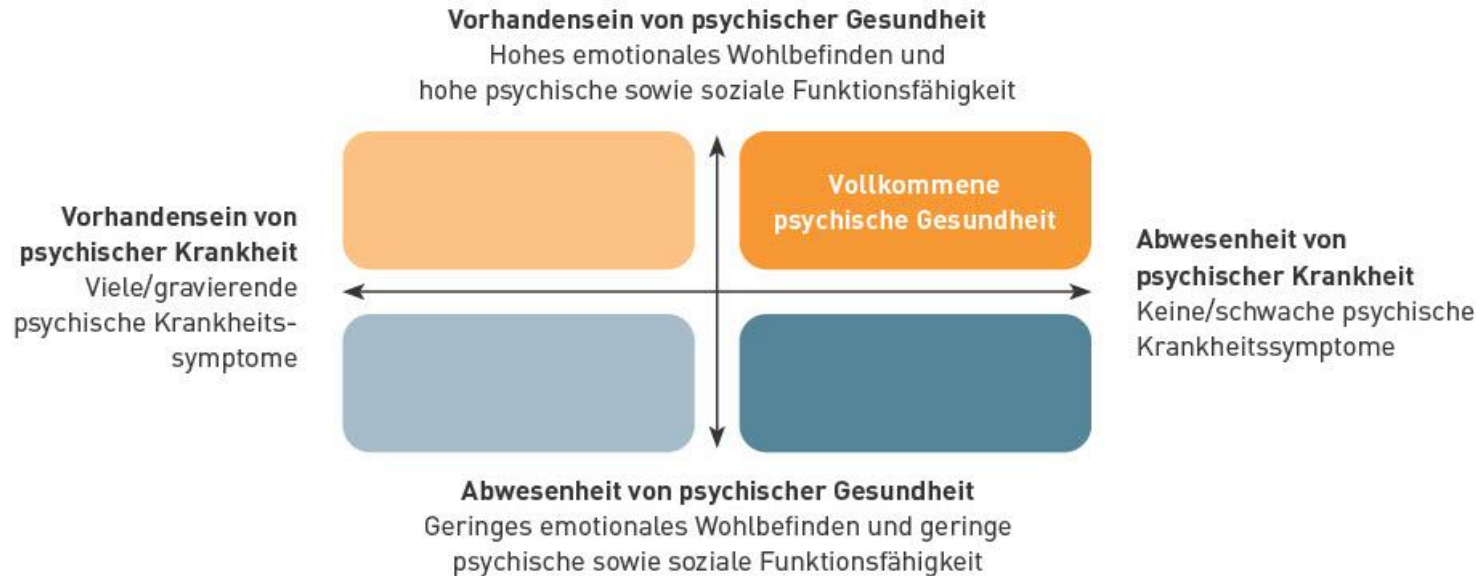 Vorhandensein von psychischer Gesundheit
Hohes emotionales Wohlbefinden und
hohe psychische sowie soziale Funktionsfähigkeit
Vollkommene
psychische Gesundheit
Vorhandensein von
psychischer Krankheit
Viele/gravierende
psychische Krankheits-
symptome
Abwesenheit von
psychischer Krankheit
Keine/schwache psychische
Krankheitssymptome
Abwesenheit von psychischer Gesundheit
Geringes emotionales Wohlbefinden und geringe
psychische sowie soziale Funktionsfähigkeit